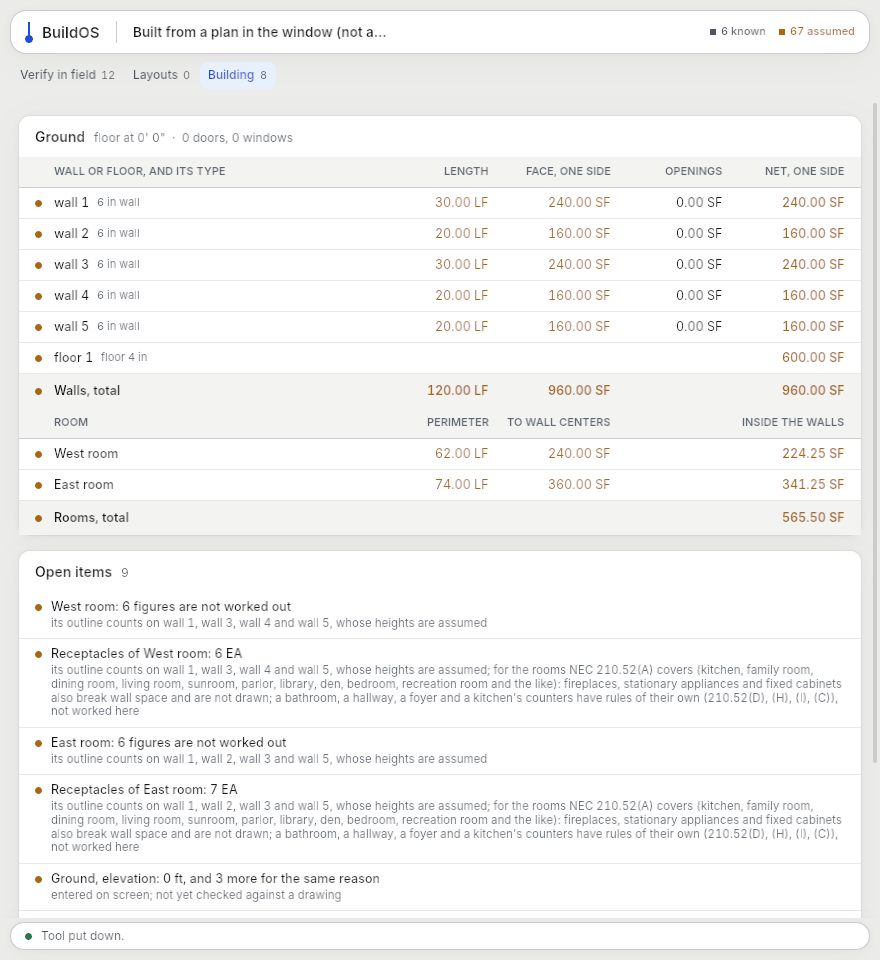 BuildOS
Built from a plan in the window (not a...
6 known
67 assumed
Verify in field 12
Layouts 0
Building 8
Ground floor at 0' 0" · 0 doors, 0 windows
WALL OR FLOOR, AND ITS TYPE LENGTH FACE, ONE SIDE OPENINGS NET, ONE SIDE
wall 1 6 in wall 30.00 LF 240.00 SF 0.00 SF 240.00 SF
wall 2 6 in wall 20.00 LF 160.00 SF 0.00 SF 160.00 SF
wall 3 6 in wall 30.00 LF 240.00 SF 0.00 SF 240.00 SF
wall 4 6 in wall 20.00 LF 160.00 SF 0.00 SF 160.00 SF
wall 5 6 in wall 20.00 LF 160.00 SF 0.00 SF 160.00 SF
floor 1 floor 4 in 600.00 SF
Walls, total 120.00 LF 960.00 SF 960.00 SF
ROOM PERIMETER TO WALL CENTERS INSIDE THE WALLS
West room 62.00 LF 240.00 SF 224.25 SF
East room 74.00 LF 360.00 SF 341.25 SF
Rooms, total 565.50 SF
Open items 9
West room: 6 figures are not worked out
its outline counts on wall 1, wall 3, wall 4 and wall 5, whose heights are assumed
Receptacles of West room: 6 EA
its outline counts on wall 1, wall 3, wall 4 and wall 5, whose heights are assumed; for the rooms NEC 210.52(A) covers (kitchen, family room,
dining room, living room, sunroom, parlor, library, den, bedroom, recreation room and the like): fireplaces, stationary appliances and fixed cabinets
also break wall space and are not drawn; a bathroom, a hallway, a foyer and a kitchen's counters have rules of their own (210.52(D), (H), (I), (C)),
not worked here
East room: 6 figures are not worked out
its outline counts on wall 1, wall 2, wall 3 and wall 5, whose heights are assumed
Receptacles of East room: 7 EA
its outline counts on wall 1, wall 2, wall 3 and wall 5, whose heights are assumed; for the rooms NEC 210.52(A) covers (kitchen, family room,
dining room, living room, sunroom, parlor, library, den, bedroom, recreation room and the like): fireplaces, stationary appliances and fixed cabinets
also break wall space and are not drawn; a bathroom, a hallway, a foyer and a kitchen's counters have rules of their own (210.52(D), (H), (I), (C)),
not worked here
Ground, elevation: 0 ft, and 3 more for the same reason
entered on screen; not yet checked against a drawing
Tool put down.